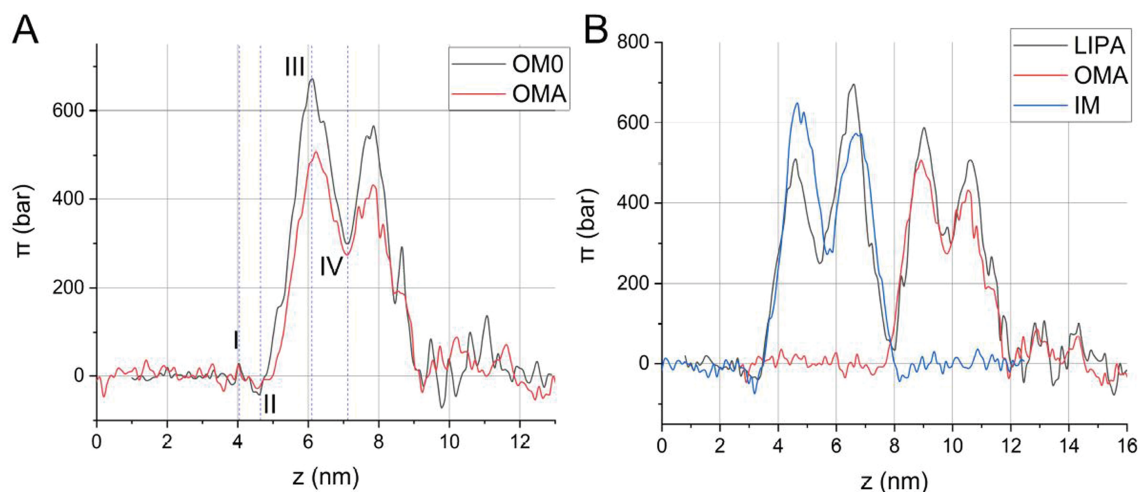 A
OM0
OMA
I
II
III
IV
600
400
200
0
π (bar)
0 2 4 6 8 10 12
z (nm)
B
LIPA
OMA
IM
800
600
400
200
0
π (bar)
0 2 4 6 8 10 12 14 16
z (nm)